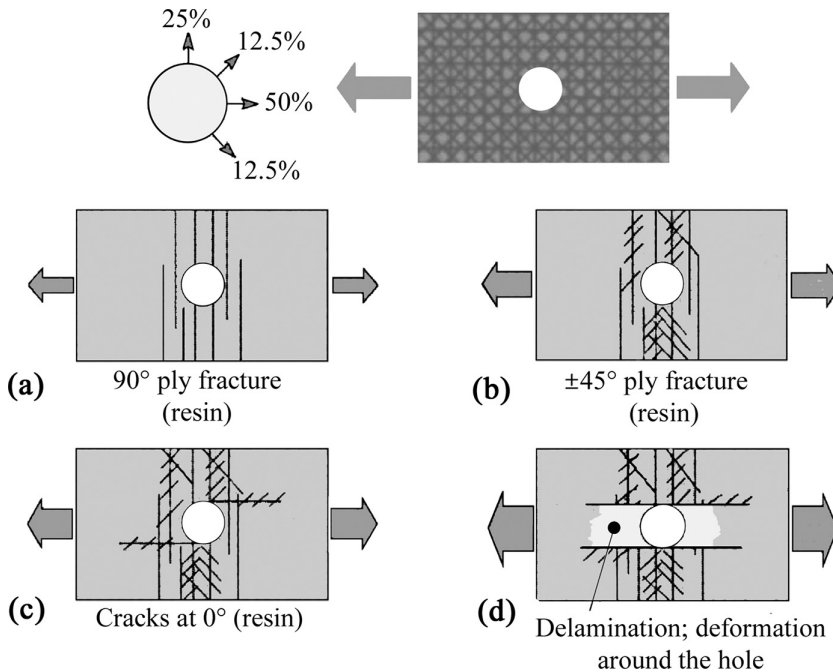 25%
12.5%
50%
12.5%
(a)
90° ply fracture
(resin)
(b)
±45° ply fracture
(resin)
(c)
Cracks at 0° (resin)
(d)
Delamination; deformation
around the hole